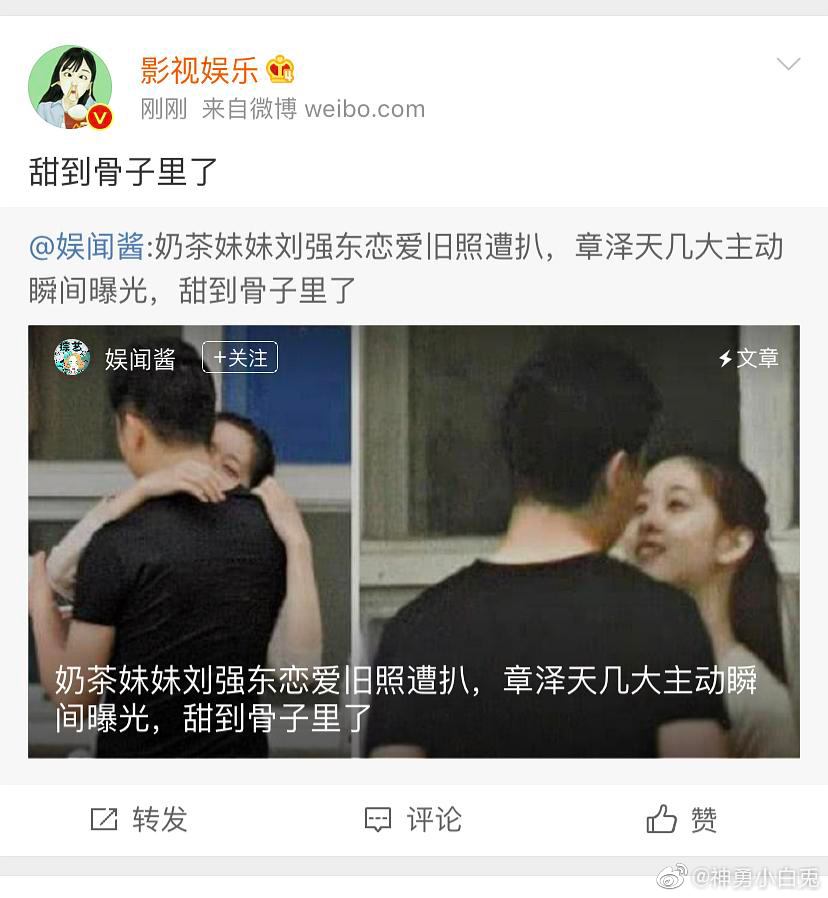 影视娱乐
刚刚 来自微博 weibo.com
甜到骨子里了
@娱闻酱:奶茶妹妹刘强东恋爱旧照遭扒，章泽天几大主动
瞬间曝光，甜到骨子里了
综艺
娱闻酱 +关注
文章
奶茶妹妹刘强东恋爱旧照遭扒，章泽天几大主动瞬
间曝光，甜到骨子里了
转发 评论 赞
@神勇小白兎